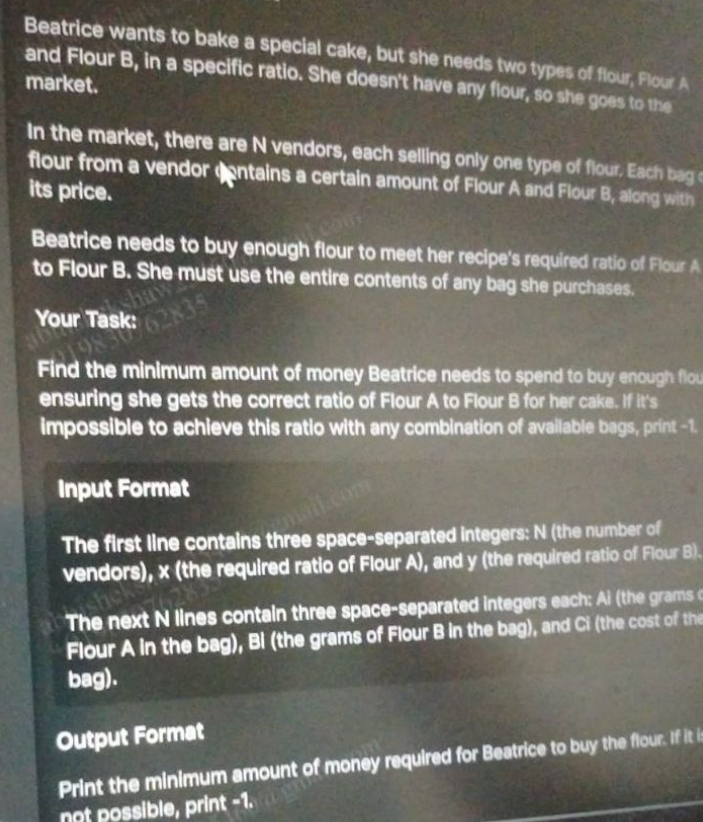 Beatrice wants to bake a special cake, but she needs two types of flour, Flour A
and Flour B, in a specific ratio. She doesn't have any flour, so she goes to the
market.
In the market, there are N vendors, each selling only one type of flour. Each bag
flour from a vendor contains a certain amount of Flour A and Flour B, along with
its price.
Beatrice needs to buy enough flour to meet her recipe's required ratio of Flour A
to Flour B. She must use the entire contents of any bag she purchases.
Your Task:
Find the minimum amount of money Beatrice needs to spend to buy enough flou
ensuring she gets the correct ratio of Flour A to Flour B for her cake. If it's
impossible to achieve this ratio with any combination of available bags, print -1.
Input Format
The first line contains three space-separated integers: N (the number of
vendors), x (the required ratio of Flour A), and y (the required ratio of Flour B).
The next N lines contain three space-separated integers each: Ai (the grams
Flour A in the bag), Bi (the grams of Flour B in the bag), and Ci (the cost of the
bag).
Output Format
Print the minimum amount of money required for Beatrice to buy the flour. If it is
not possible, print -1.